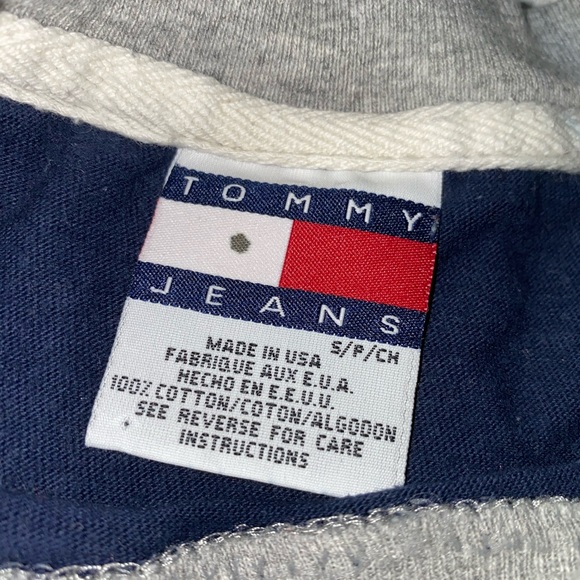 TOMMY
JEANS
S/P/CH
MADE IN USA
FABRIQUE AUX E.U.A.
HECHO EN E.E.U.U.
100% COTTON/COTON/ALGODON
SEE REVERSE FOR CARE
INSTRUCTIONS